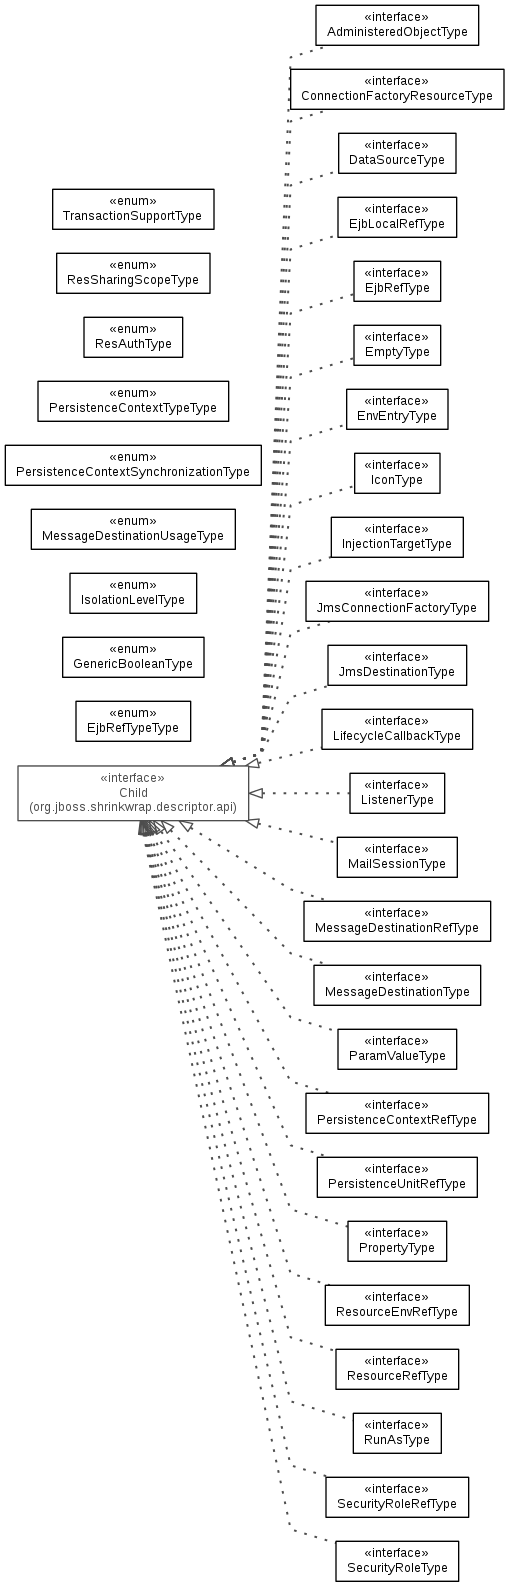 «enum»
TransactionSupportType
«enum»
ResSharingScopeType
«enum»
ResAuthType
«enum»
PersistenceContextTypeType
«enum»
PersistenceContextSynchronizationType
«enum»
MessageDestinationUsageType
«enum»
IsolationLevelType
«enum»
GenericBooleanType
«enum»
EjbRefTypeType
«interface»
Child
(org.jboss.shrinkwrap.descriptor.api)
«interface»
AdministeredObjectType
«interface»
ConnectionFactoryResourceType
«interface»
DataSourceType
«interface»
EjbLocalRefType
«interface»
EjbRefType
«interface»
EmptyType
«interface»
EnvEntryType
«interface»
IconType
«interface»
InjectionTargetType
«interface»
JmsConnectionFactoryType
«interface»
JmsDestinationType
«interface»
LifecycleCallbackType
«interface»
ListenerType
«interface»
MailSessionType
«interface»
MessageDestinationRefType
«interface»
MessageDestinationType
«interface»
ParamValueType
«interface»
PersistenceContextRefType
«interface»
PersistenceUnitRefType
«interface»
PropertyType
«interface»
ResourceEnvRefType
«interface»
ResourceRefType
«interface»
RunAsType
«interface»
SecurityRoleRefType
«interface»
SecurityRoleType